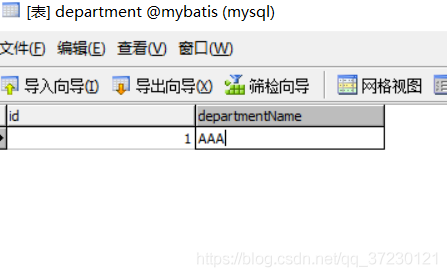 [表] department @mybatis (mysql)
文件(F) 编辑(E) 查看(V) 窗口(W)
导入向导(I) 导出向导(X) 筛检向导 网格视图
id departmentName
1 AAA
https://blog.csdn.net/qq_37230121